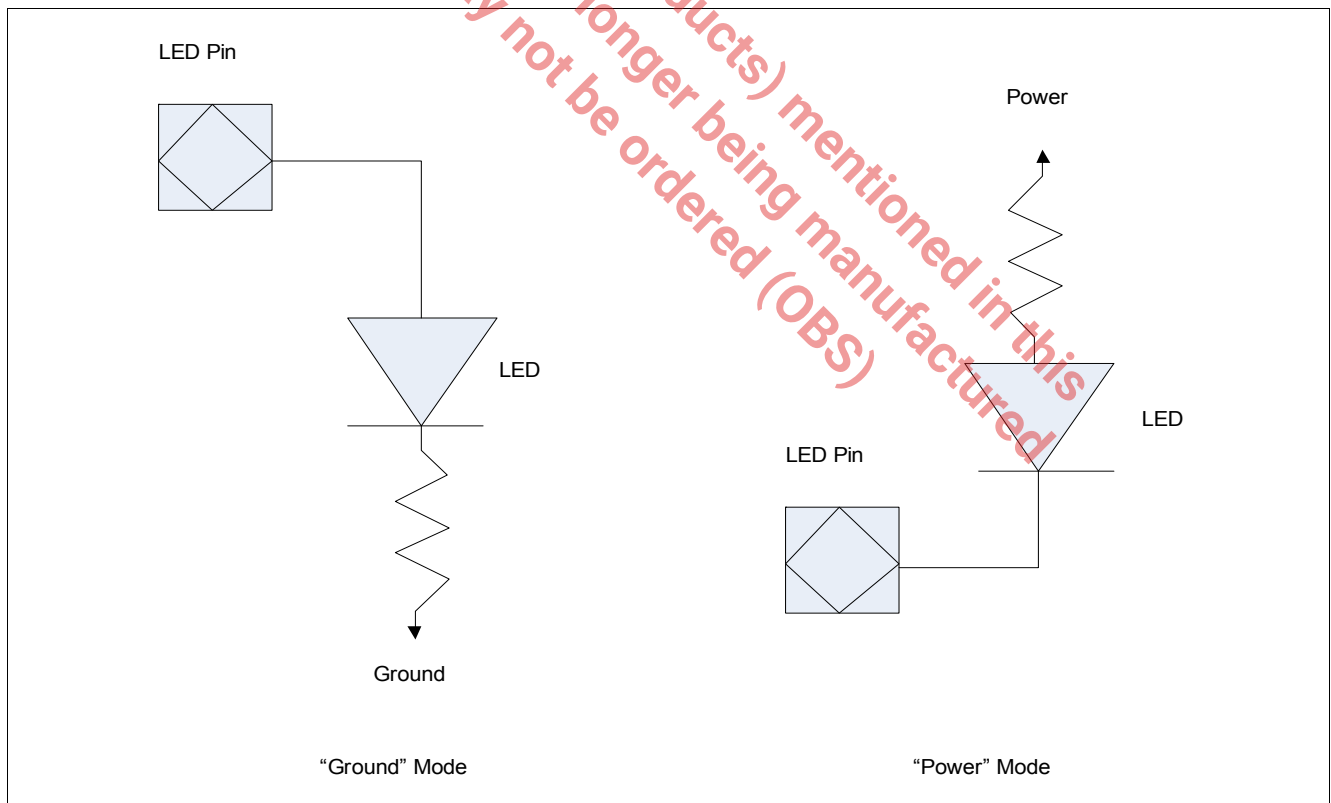 ducts) mentioned in this
longer being manufactured
y not be ordered (OBS)
LED Pin
LED
Ground
“Ground” Mode
Power
LED
LED Pin
“Power” Mode